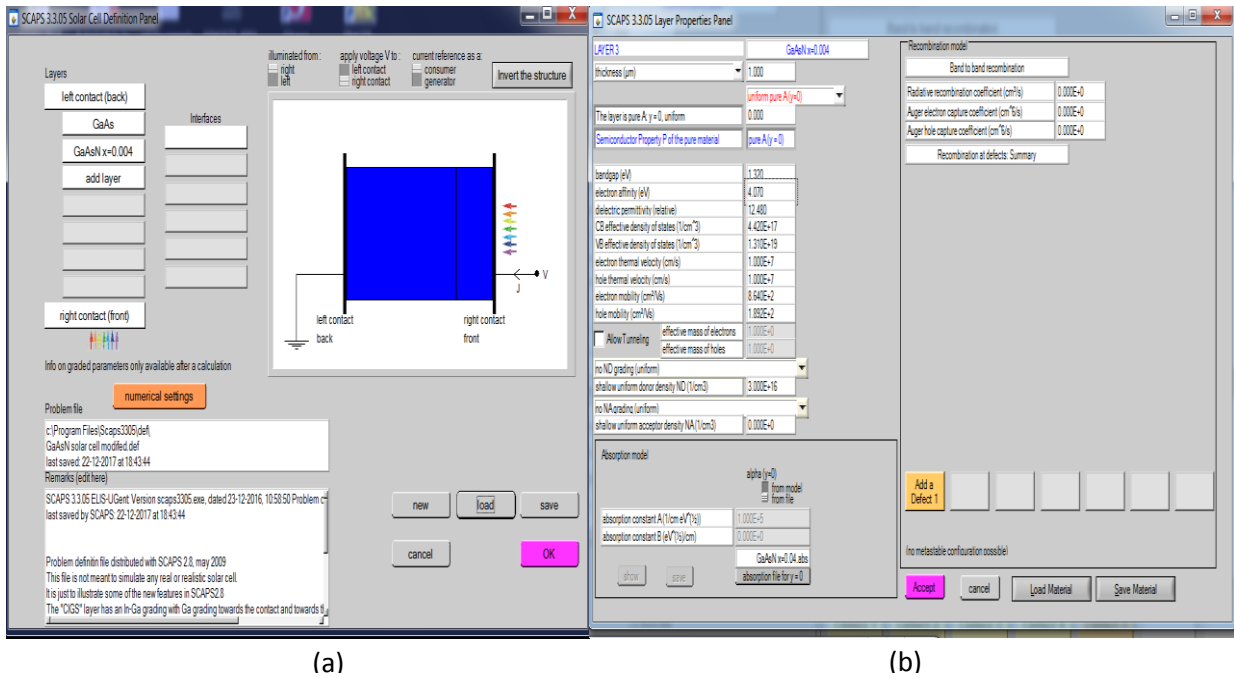 SCAPS 3.3.05 Solar Cell Definition Panel
Layers
left contact (back)
GaAs
GaAsN x=0.004
add layer
right contact (front)
Interfaces
illuminated from :
right
left
apply voltage V to :
left contact
right contact
current reference as a:
consumer
generator
Invert the structure
left contact
back
right contact
front
V
J
Info on graded parameters only available after a calculation
numerical settings
Problem file
c:\Program Files\Scaps3305\def\
GaAsN solar cell modifed.def
last saved: 22-12-2017 at 18:43:44
Remarks (edit here)
SCAPS 3.3.05 ELIS-UGent: Version scaps3305.exe, dated 23-12-2016, 10:58:50 Problem
last saved by SCAPS: 22-12-2017 at 18:43:44
Problem definitin file distributed with SCAPS 2.8, may 2009
This file is not meant to simulate any real or realistic solar cell.
It is just to illustrate some of the new features in SCAPS2.8
The "CIGS" layer has an In-Ga grading with Ga grading towards the contact and towards
new
load
save
cancel
OK
(a)
SCAPS 3.3.05 Layer Properties Panel
LAYER 3 GaAsN x=0.004
thickness (µm) 1.000
uniform pure A (y=0)
The layer is pure A: y = 0, uniform 0.000
Semiconductor Property P of the pure material pure A (y = 0)
bandgap (eV) 1.320
electron affinity (eV) 4.070
dielectric permittivity (relative) 12.480
CB effective density of states (1/cm^3) 4.420E+17
VB effective density of states (1/cm^3) 1.310E+19
electron thermal velocity (cm/s) 1.000E+7
hole thermal velocity (cm/s) 1.000E+7
electron mobility (cm²/Vs) 8.640E+2
hole mobility (cm²/Vs) 1.892E+2
Allow Tunneling
effective mass of electrons 1.000E+0
effective mass of holes 1.000E+0
no ND grading (uniform)
shallow uniform donor density ND (1/cm3) 3.000E+16
no NA grading (uniform)
shallow uniform acceptor density NA (1/cm3) 0.000E+0
Absorption model
alpha (y=0)
from model
from file
absorption constant A (1/cm eV^(½)) 1.000E+5
absorption constant B (eV^(½)/cm) 0.000E+0
GaAsN x=0.04.abs
show
save
absorption file for y = 0
Recombination model
Band to band recombination
Radiative recombination coefficient (cm³/s) 0.000E+0
Auger electron capture coefficient (cm^6/s) 0.000E+0
Auger hole capture coefficient (cm^6/s) 0.000E+0
Recombination at defects: Summary
Add a
Defect 1
(no metastable configuration possible)
Accept
cancel
Load Material
Save Material
(b)